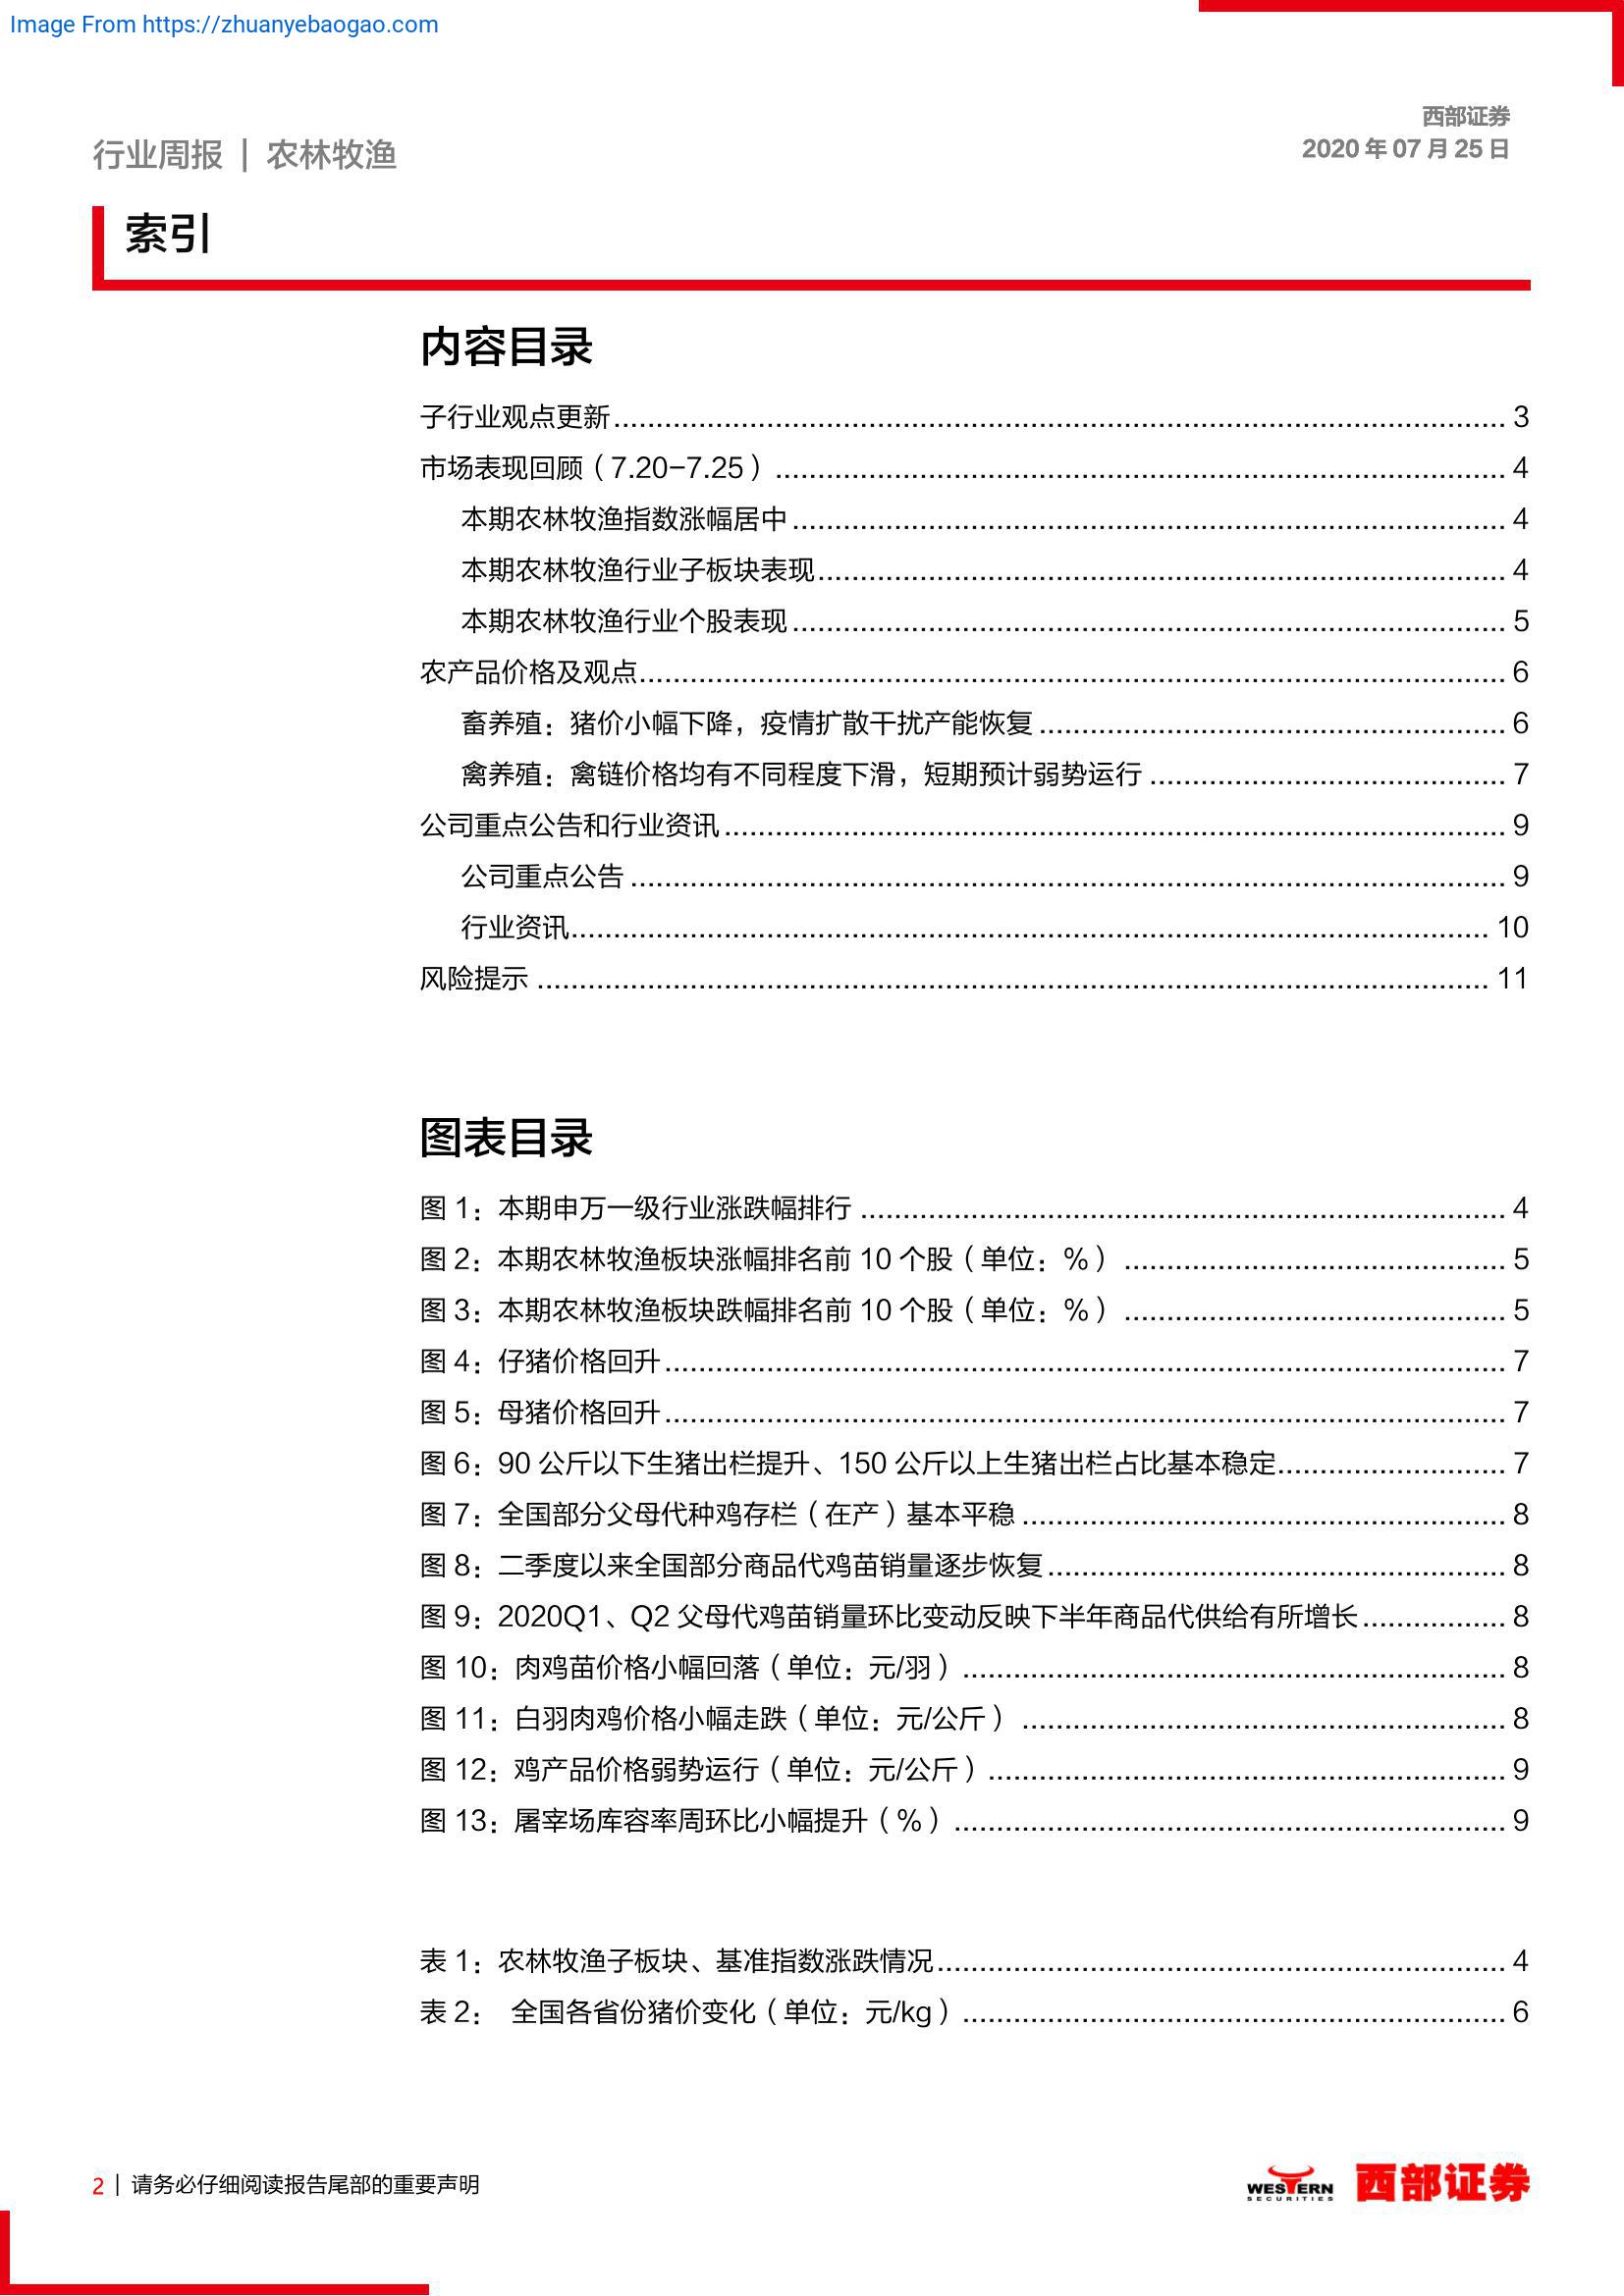 Image From https://zhuanyebaogao.com
西部证券
行业周报 | 农林牧渔
2020 年 07 月 25 日
索引
内容目录
子行业观点更新 3
市场表现回顾（7.20-7.25） 4
本期农林牧渔指数涨幅居中 4
本期农林牧渔行业子板块表现 4
本期农林牧渔行业个股表现 5
农产品价格及观点 6
畜养殖：猪价小幅下降，疫情扩散干扰产能恢复 6
禽养殖：禽链价格均有不同程度下滑，短期预计弱势运行 7
公司重点公告和行业资讯 9
公司重点公告 9
行业资讯 10
风险提示 11
图表目录
图 1：本期申万一级行业涨跌幅排行 4
图 2：本期农林牧渔板块涨幅排名前 10 个股（单位：%） 5
图 3：本期农林牧渔板块跌幅排名前 10 个股（单位：%） 5
图 4：仔猪价格回升 7
图 5：母猪价格回升 7
图 6：90 公斤以下生猪出栏提升、150 公斤以上生猪出栏占比基本稳定 7
图 7：全国部分父母代种鸡存栏（在产）基本平稳 8
图 8：二季度以来全国部分商品代鸡苗销量逐步恢复 8
图 9：2020Q1、Q2 父母代鸡苗销量环比变动反映下半年商品代供给有所增长 8
图 10：肉鸡苗价格小幅回落（单位：元/羽） 8
图 11：白羽肉鸡价格小幅走跌（单位：元/公斤） 8
图 12：鸡产品价格弱势运行（单位：元/公斤） 9
图 13：屠宰场库容率周环比小幅提升（%） 9
表 1：农林牧渔子板块、基准指数涨跌情况 4
表 2： 全国各省份猪价变化（单位：元/kg） 6
2 | 请务必仔细阅读报告尾部的重要声明
WESTERN
SECURITIES
西部证券